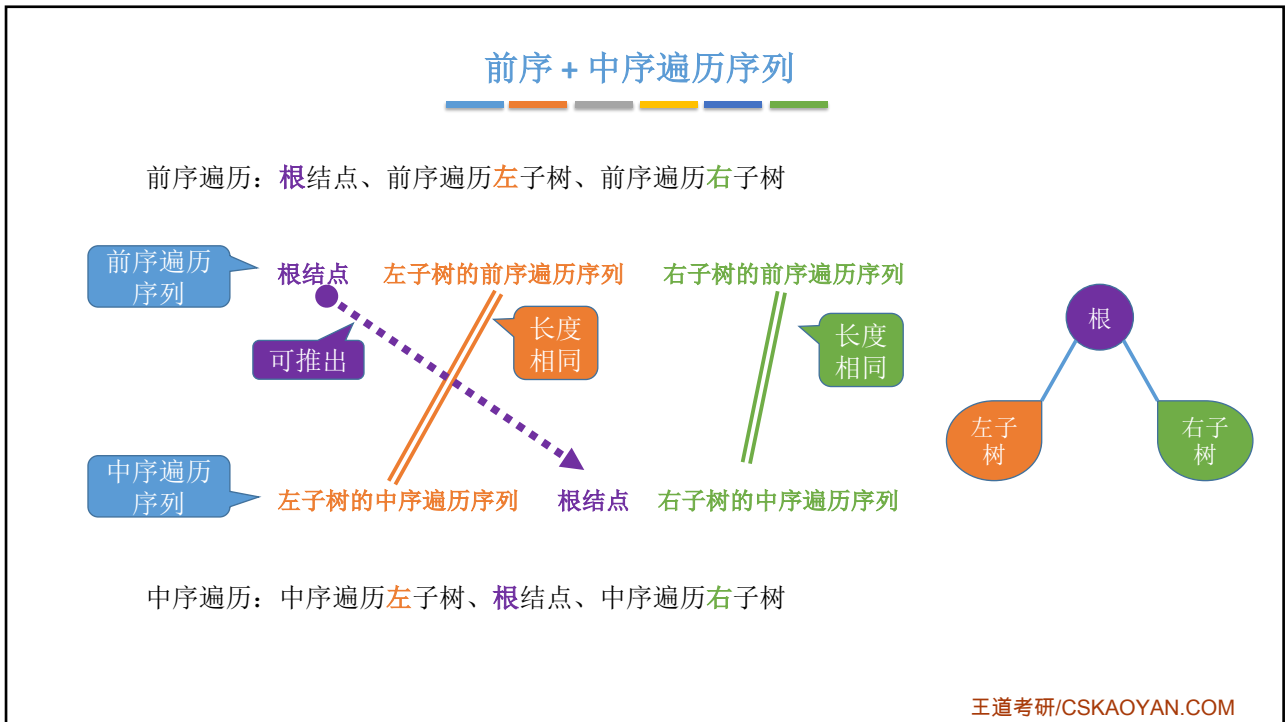 前序 + 中序遍历序列
前序遍历：根结点、前序遍历左子树、前序遍历右子树
前序遍历
序列
根结点
左子树的前序遍历序列
右子树的前序遍历序列
可推出
长度
相同
长度
相同
根
左子
树
右子
树
中序遍历
序列
左子树的中序遍历序列
根结点
右子树的中序遍历序列
中序遍历：中序遍历左子树、根结点、中序遍历右子树
王道考研/CSKAOYAN.COM